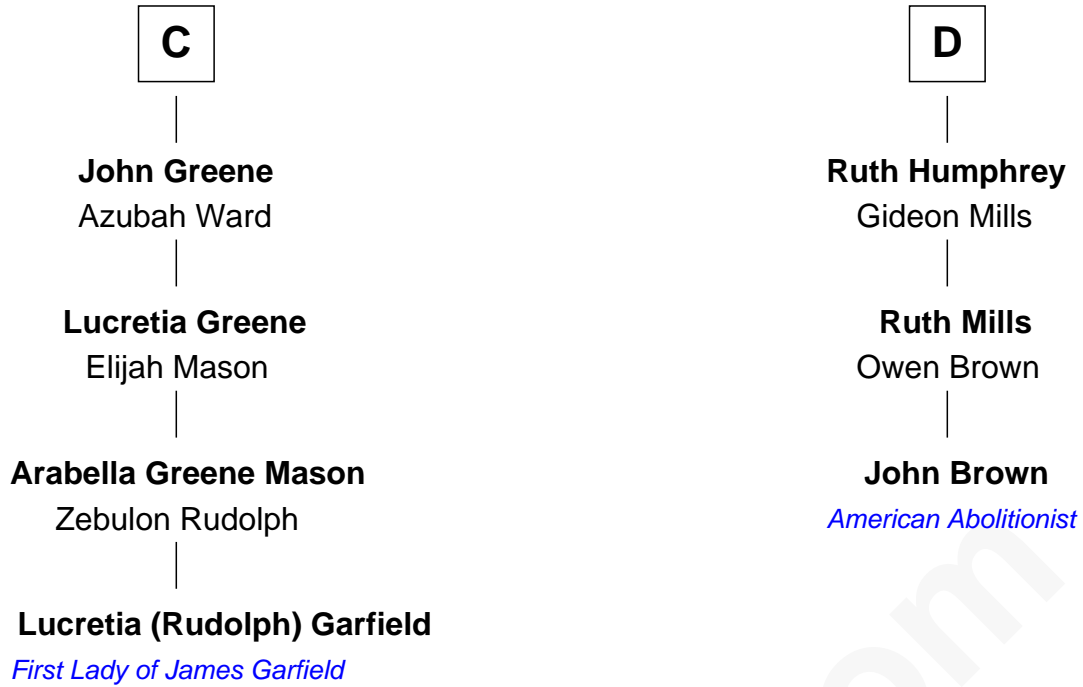 C
John Greene
Azubah Ward
Lucretia Greene
Elijah Mason
Arabella Greene Mason
Zebulon Rudolph
Lucretia (Rudolph) Garfield
First Lady of James Garfield
D
Ruth Humphrey
Gideon Mills
Ruth Mills
Owen Brown
John Brown
American Abolitionist
om